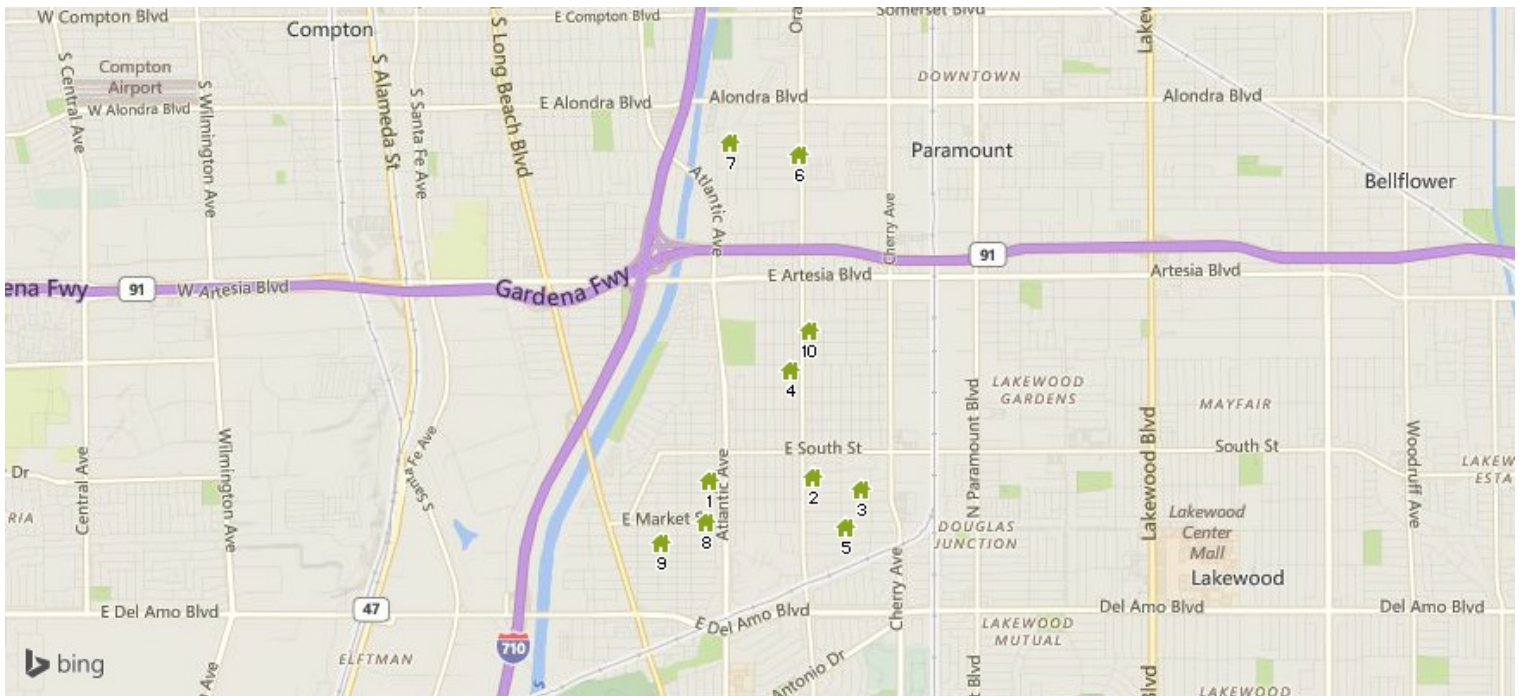 W Compton Blvd
E Compton Blvd
Somerset Blvd
Compton
S Central Ave
Compton
Airport
W Alondra Blvd
S Wilmington Ave
S Alameda St
S Santa Fe Ave
S Long Beach Blvd
E Alondra Blvd
Alondra Blvd
DOWNTOWN
Alondra Blvd
7
6
Paramount
Bellflower
Atlantic Ave
Cherry Ave
91
Gardena Fwy
E Artesia Blvd
Artesia Blvd
ena Fwy
91
W Artesia Blvd
10
4
LAKEWOOD
GARDENS
MAYFAIR
N Paramount Blvd
Lakewood Blvd
Woodruff Ave
E South St
South St
Central Ave
Wilmington Ave
S Santa Fe Ave
S
Dr
RIA
1
2
3
Atlantic Ave
E Market
8
5
9
DOUGLAS
JUNCTION
Lakewood
Center
Mall
Lakewood
LAKEW
ESTA
Cherry Ave
E Del Amo Blvd
47
E Del Amo Blvd
Del Amo Blvd
Del Amo Blvd
710
ELFTMAN
LAKEWOOD
MUTUAL
bing
Ave
S
Antonio Dr
Blvd
Blvd
LAKEWOOD